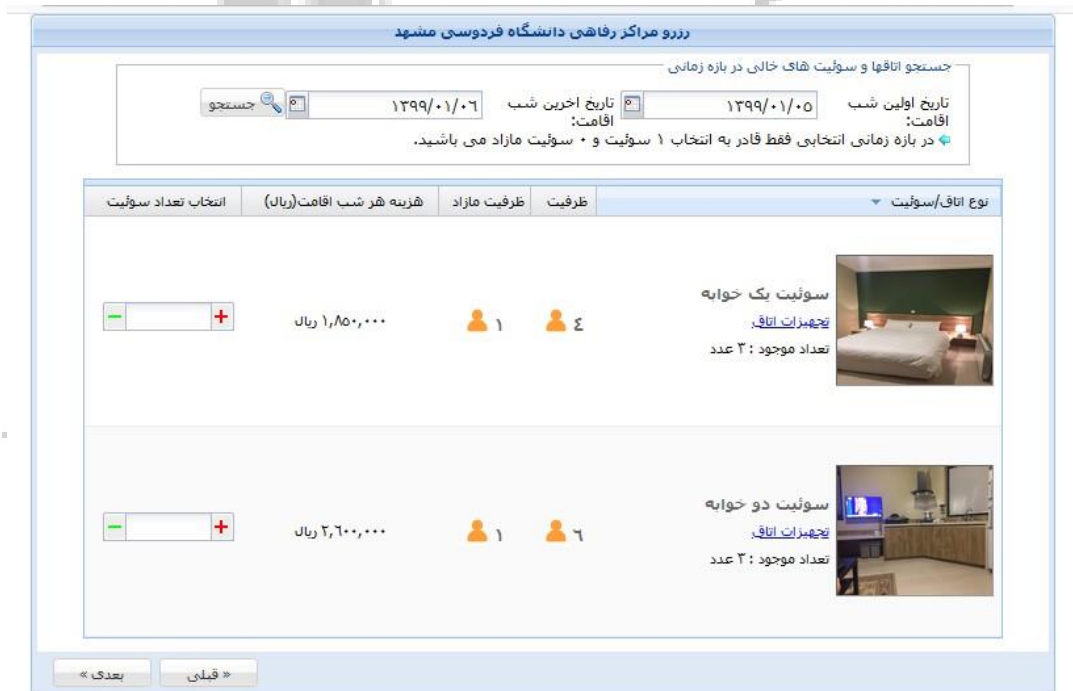 رزرو مراکز رفاهی دانشگاه فردوسی مشهد
جستجو اتاقها و سوئیت های خالی در بازه زمانی
تاریخ اولین شب اقامت: ۱۳۹۹/۰۱/۰۵ تاریخ اخرین شب اقامت: ۱۳۹۹/۰۱/۰۶ جستجو
در بازه زمانی انتخابی فقط قادر به انتخاب ۱ سوئیت و ۰ سوئیت مازاد می باشید.
نوع اتاق/سوئیت ظرفیت ظرفیت مازاد هزینه هر شب اقامت(ریال) انتخاب تعداد سوئیت
سوئیت یک خوابه
تجهیزات اتاق
تعداد موجود : ۳ عدد
۴ ۱ ۱,۸۵۰,۰۰۰ ریال + −
سوئیت دو خوابه
تجهیزات اتاق
تعداد موجود : ۳ عدد
۶ ۱ ۲,۶۰۰,۰۰۰ ریال + −
« قبلی بعدی »